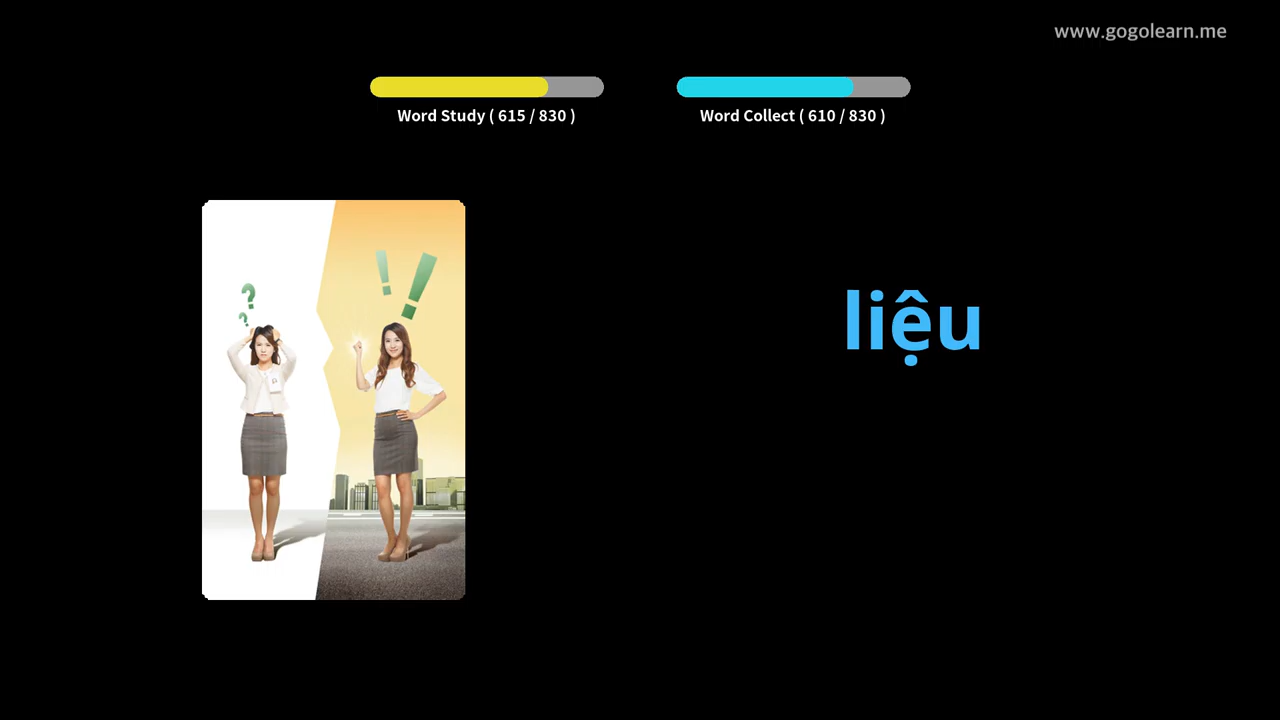 www.gogolearn.me
Word Study ( 615 / 830 )
Word Collect ( 610 / 830 )
? ?
! !
liệu